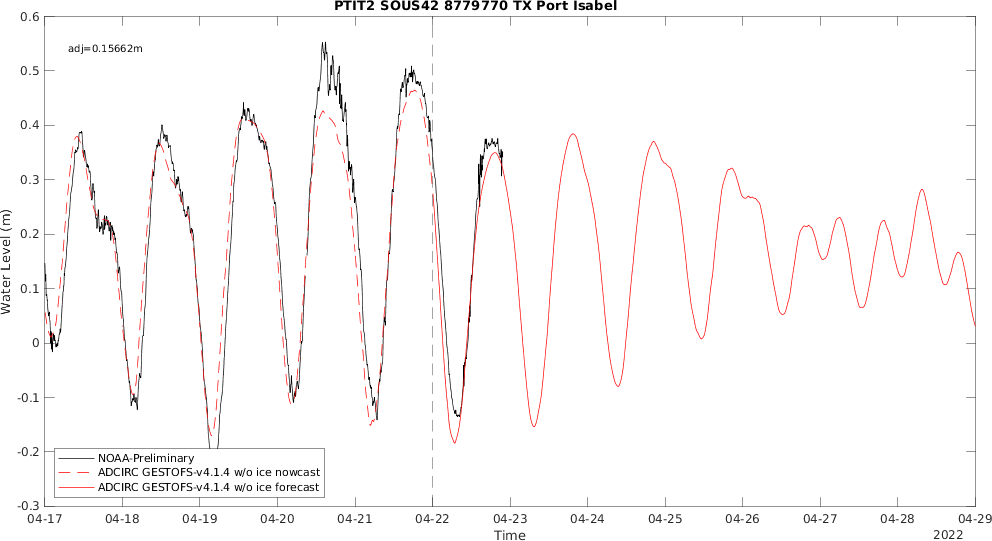 PTIT2 SOUS42 8779770 TX Port Isabel
adj=0.15662m
0.6
0.5
0.4
0.3
0.2
0.1
0
-0.1
-0.2
-0.3
Water Level (m)
NOAA-Preliminary
ADCIRC GESTOFS-v4.1.4 w/o ice nowcast
ADCIRC GESTOFS-v4.1.4 w/o ice forecast
04-17 04-18 04-19 04-20 04-21 04-22 04-23 04-24 04-25 04-26 04-27 04-28 04-29
Time
2022